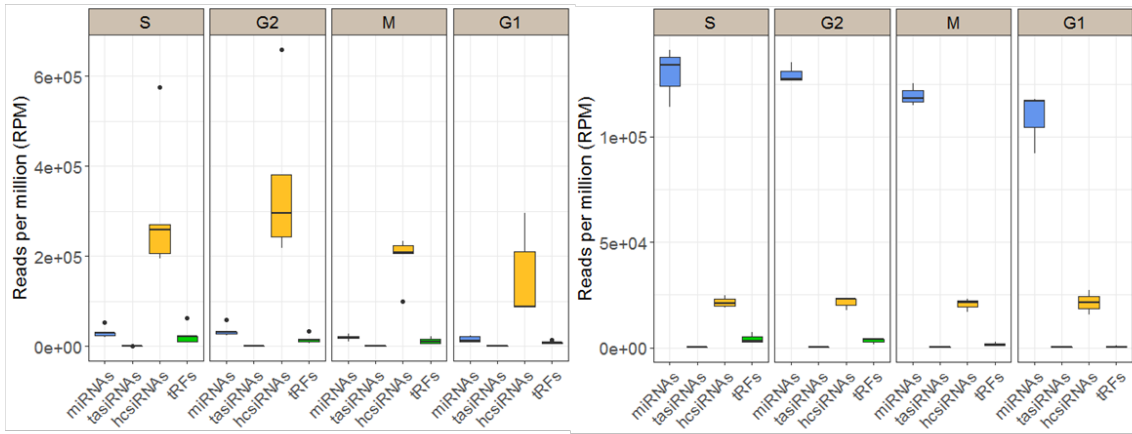 S G2 M G1
Reads per million (RPM)
6e+05
4e+05
2e+05
0e+00
miRNAs tasiRNAs hcsiRNAs tRFs miRNAs tasiRNAs hcsiRNAs tRFs miRNAs tasiRNAs hcsiRNAs tRFs miRNAs tasiRNAs hcsiRNAs tRFs
S G2 M G1
Reads per million (RPM)
1e+05
5e+04
0e+00
miRNAs tasiRNAs hcsiRNAs tRFs miRNAs tasiRNAs hcsiRNAs tRFs miRNAs tasiRNAs hcsiRNAs tRFs miRNAs tasiRNAs hcsiRNAs tRFs